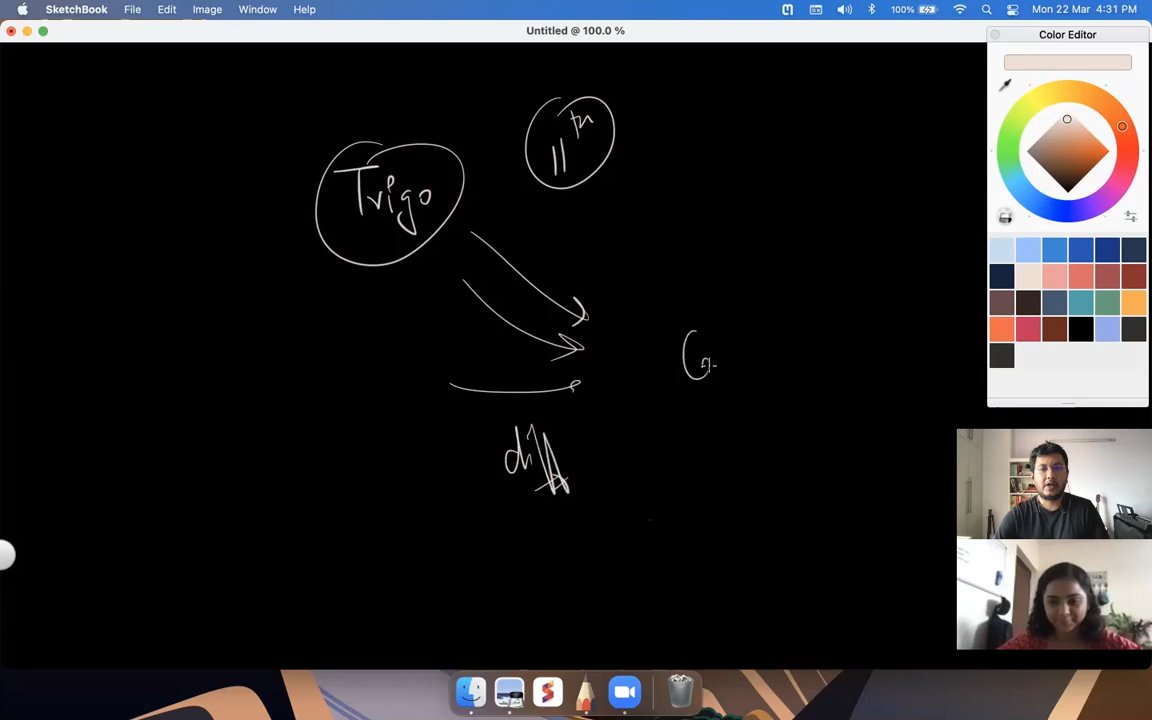 SketchBook File Edit Image Window Help 100% Mon 22 Mar 4:31 PM
Untitled @ 100.0 %
Color Editor
11th
Trigo
diff